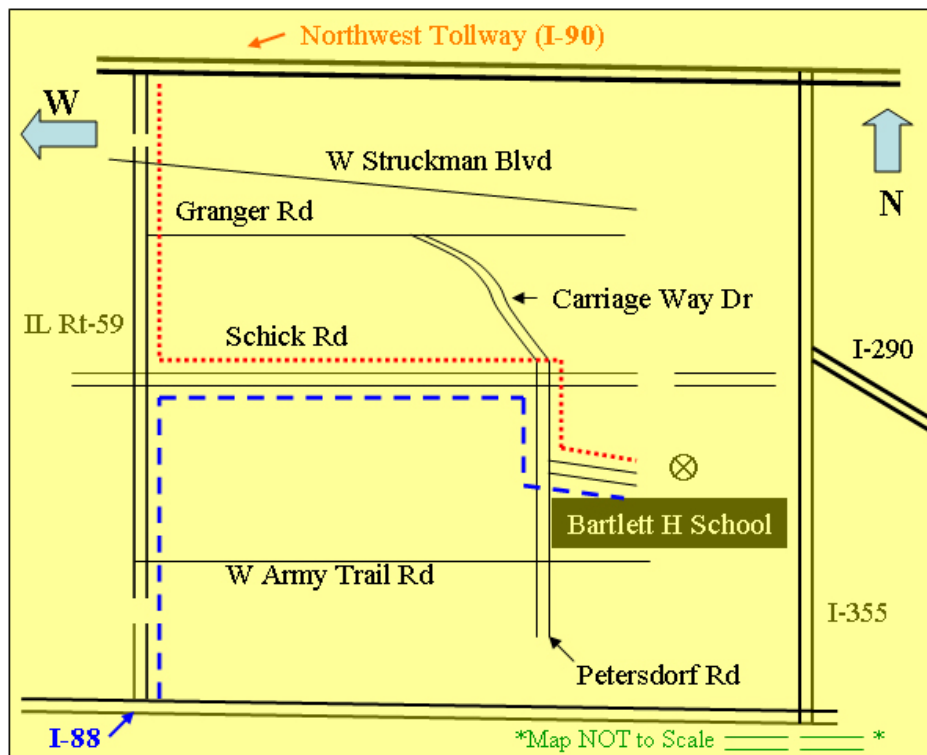 Northwest Tollway (I-90)
W
W Struckman Blvd
N
Granger Rd
Carriage Way Dr
IL Rt-59
Schick Rd
I-290
Bartlett H School
W Army Trail Rd
I-355
Petersdorf Rd
I-88
*Map NOT to Scale *